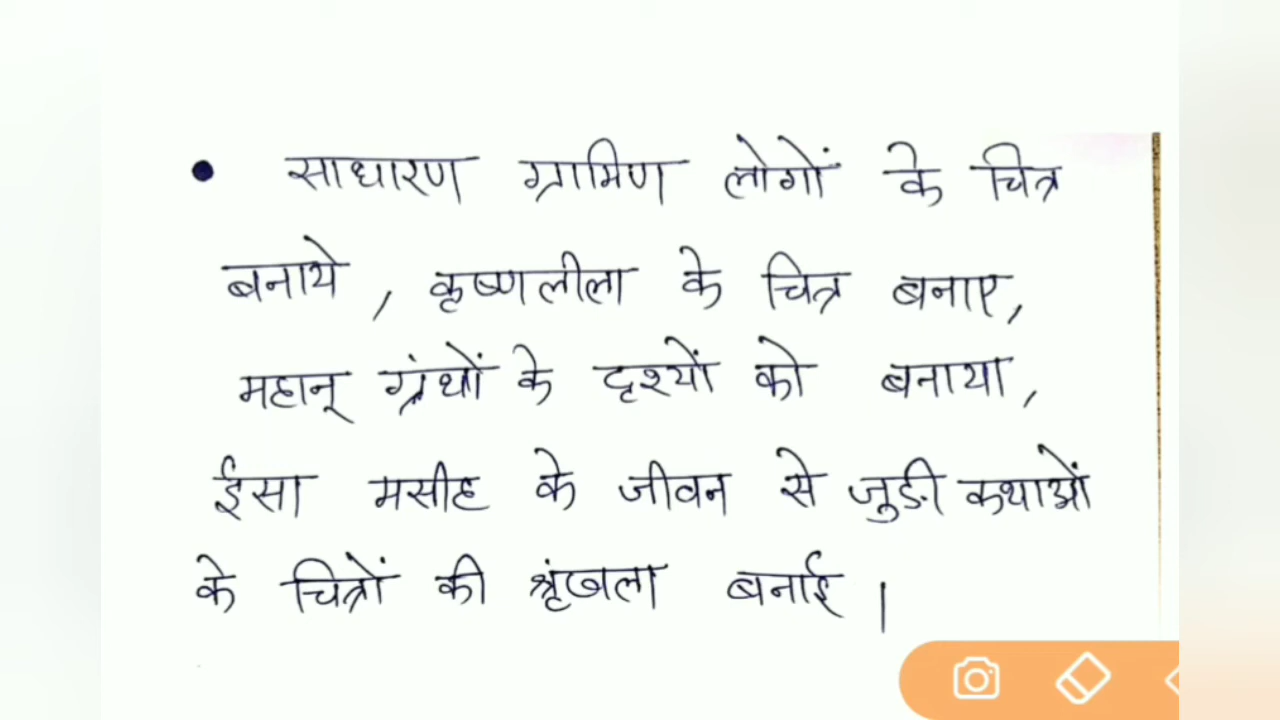 • साधारण ग्रामिण लोगों के चित्र
बनाये , कृष्णलीला के चित्र बनाए,
महान् ग्रंथों के दृश्यों को बनाया,
ईसा मसीह के जीवन से जुडी कथाओं
के चित्रों की श्रृंखला बनाई ।